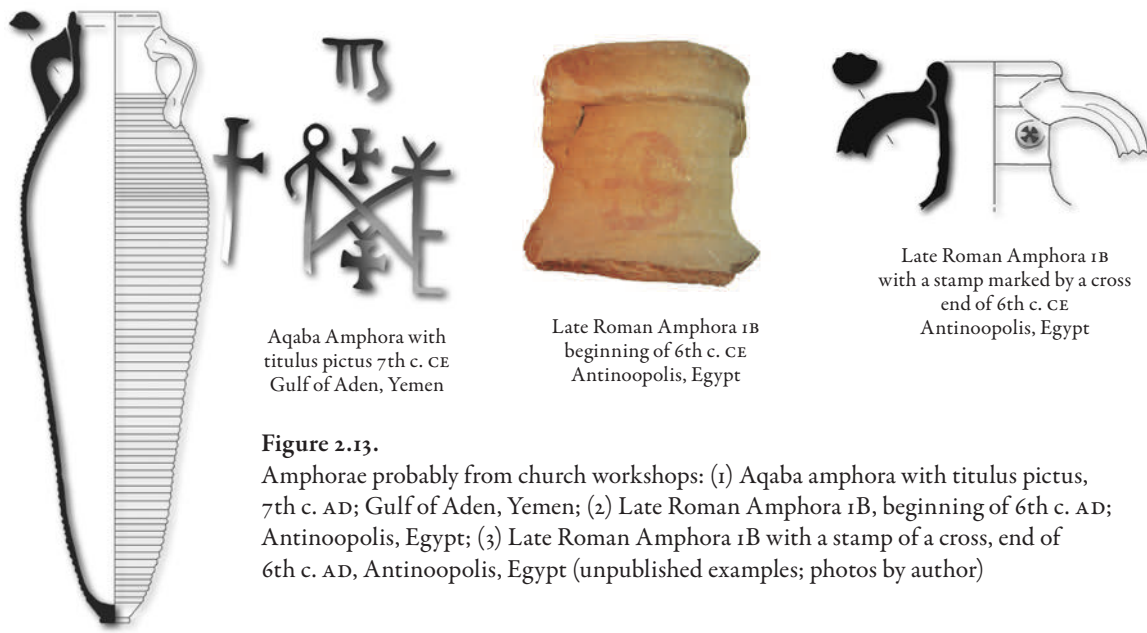 Aqaba Amphora with
titulus pictus 7th c. CE
Gulf of Aden, Yemen
Late Roman Amphora 1B
beginning of 6th c. CE
Antinoopolis, Egypt
Late Roman Amphora 1B
with a stamp marked by a cross
end of 6th c. CE
Antinoopolis, Egypt
Figure 2.13.
Amphorae probably from church workshops: (1) Aqaba amphora with titulus pictus,
7th c. AD; Gulf of Aden, Yemen; (2) Late Roman Amphora 1B, beginning of 6th c. AD;
Antinoopolis, Egypt; (3) Late Roman Amphora 1B with a stamp of a cross, end of
6th c. AD, Antinoopolis, Egypt (unpublished examples; photos by author)